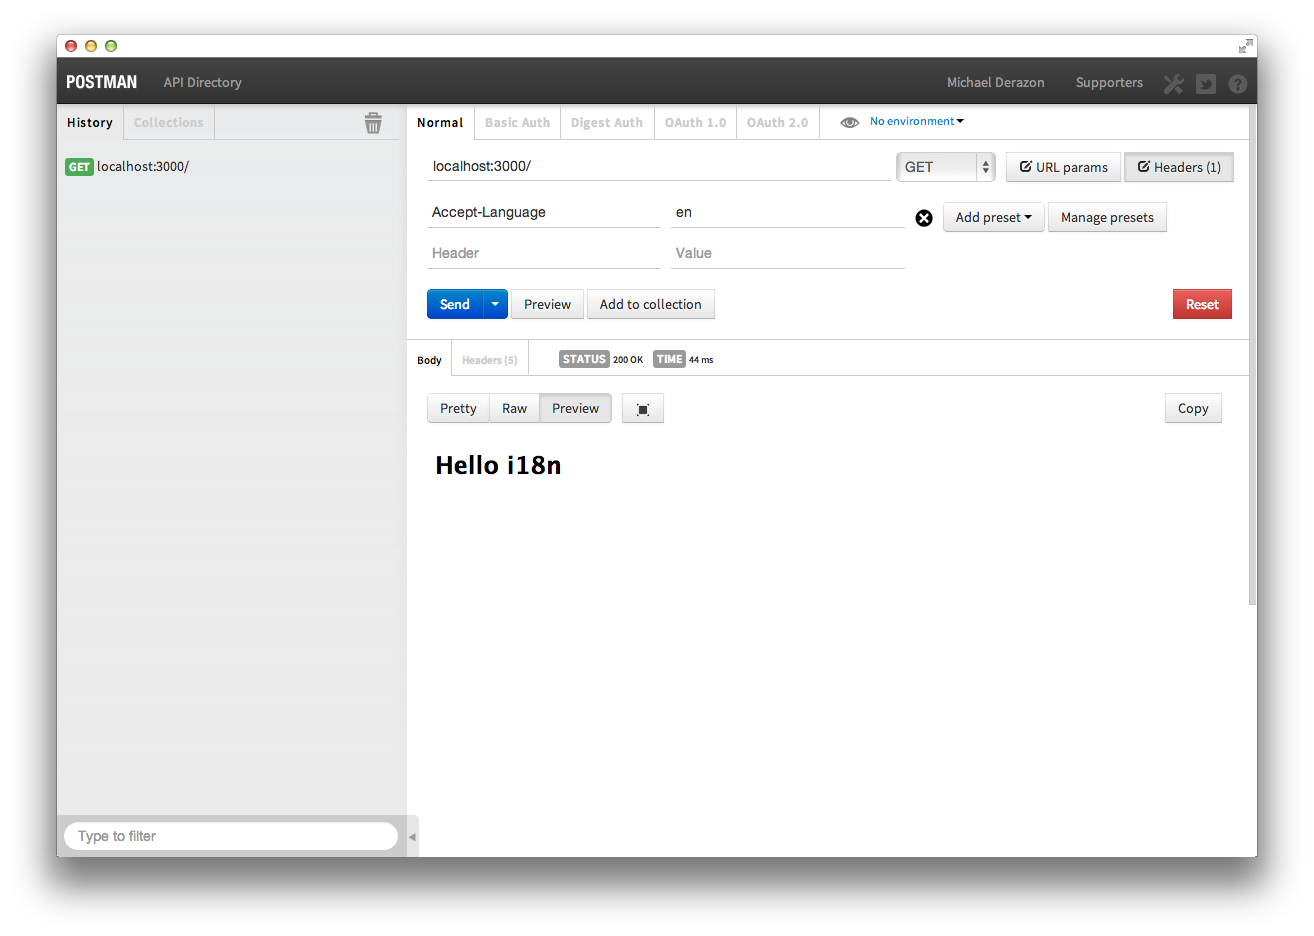 POSTMAN API Directory Michael Derazon Supporters
History Collections
Normal Basic Auth Digest Auth OAuth 1.0 OAuth 2.0 No environment
GET localhost:3000/
localhost:3000/ GET URL params Headers (1)
Accept-Language en Add preset Manage presets
Header Value
Send Preview Add to collection Reset
Body Headers (5) STATUS 200 OK TIME 44 ms
Pretty Raw Preview Copy
Hello i18n
Type to filter